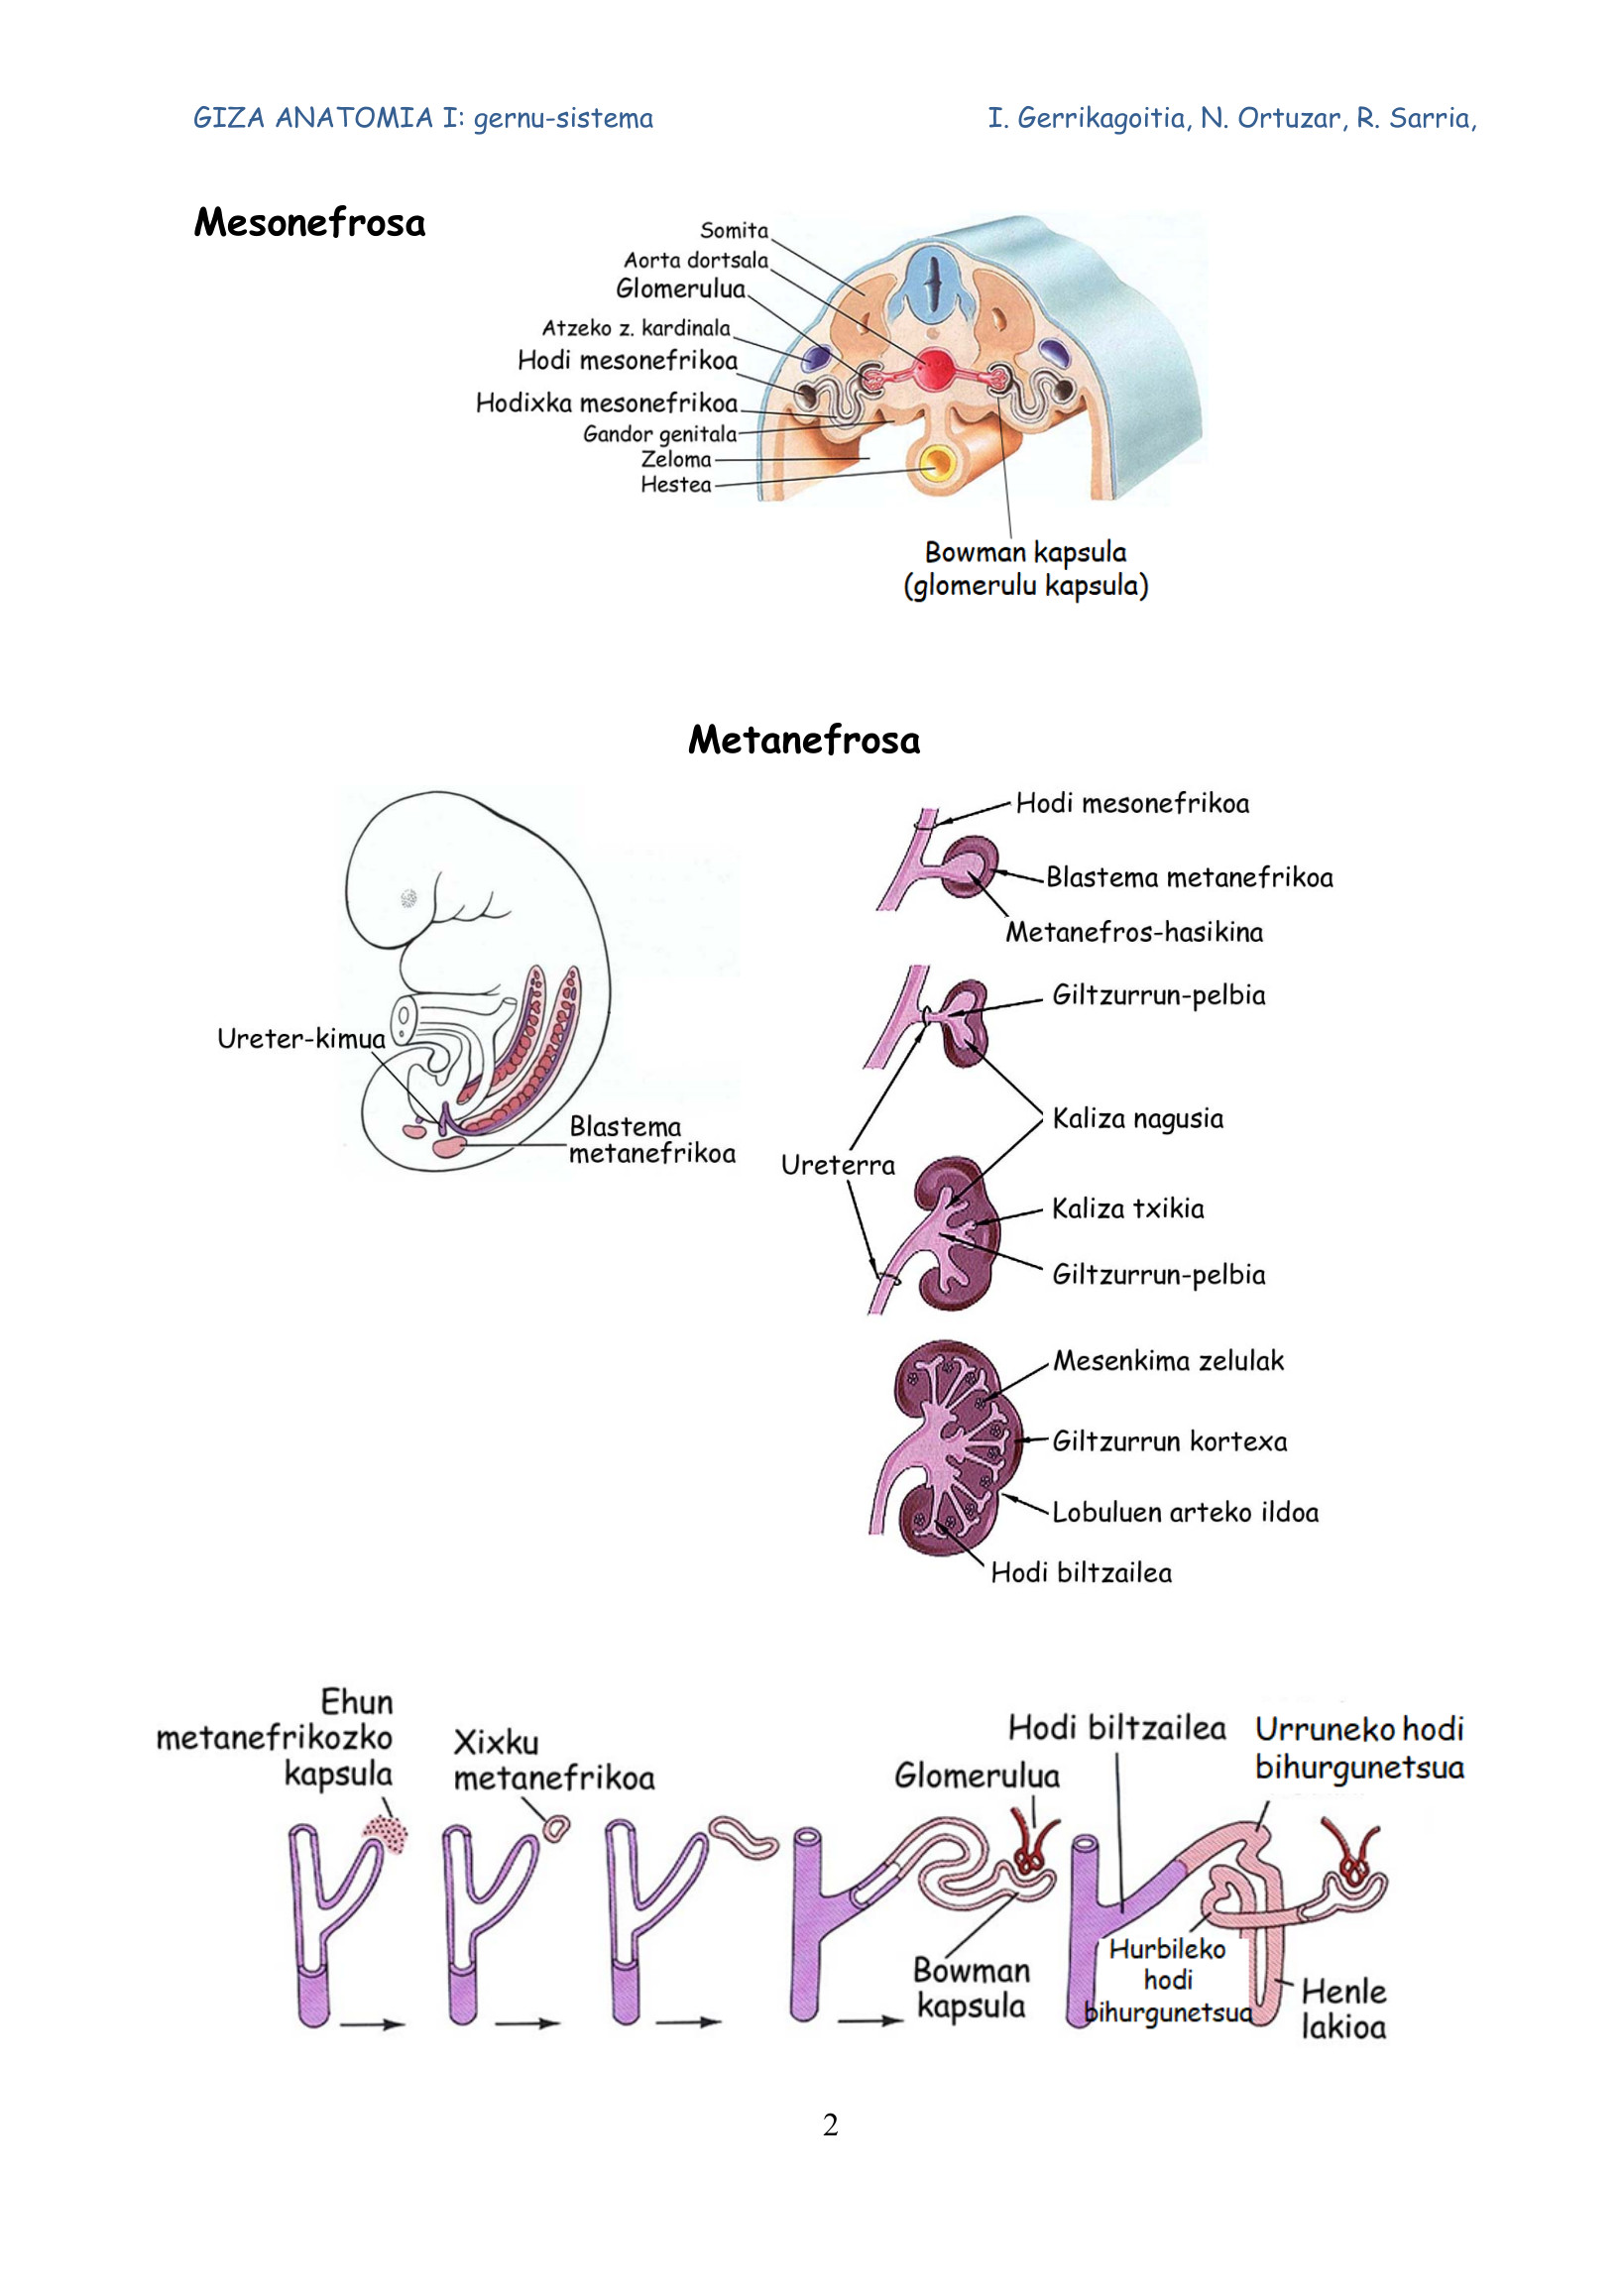 GIZA ANATOMIA I: gernu-sistema I. Gerrikagoitia, N. Ortuzar, R. Sarria,
Mesonefrosa
Somita
Aorta dortsala
Glomerulua
Atzeko z. kardinala
Hodi mesonefrikoa
Hodixka mesonefrikoa
Gandor genitala
Zeloma
Hestea
Bowman kapsula
(glomerulu kapsula)
Metanefrosa
Ureter-kimua
Blastema
metanefrikoa
Hodi mesonefrikoa
Blastema metanefrikoa
Metanefros-hasikina
Giltzurrun-pelbia
Kaliza nagusia
Ureterra
Kaliza txikia
Giltzurrun-pelbia
Mesenkima zelulak
Giltzurrun kortexa
Lobuluen arteko ildoa
Hodi biltzailea
Ehun
metanefrikozko
kapsula
Xixku
metanefrikoa
Glomerulua
Bowman
kapsula
Hodi biltzailea
Urruneko hodi
bihurgunetsua
Hurbileko
hodi
bihurgunetsua
Henle
lakioa
2